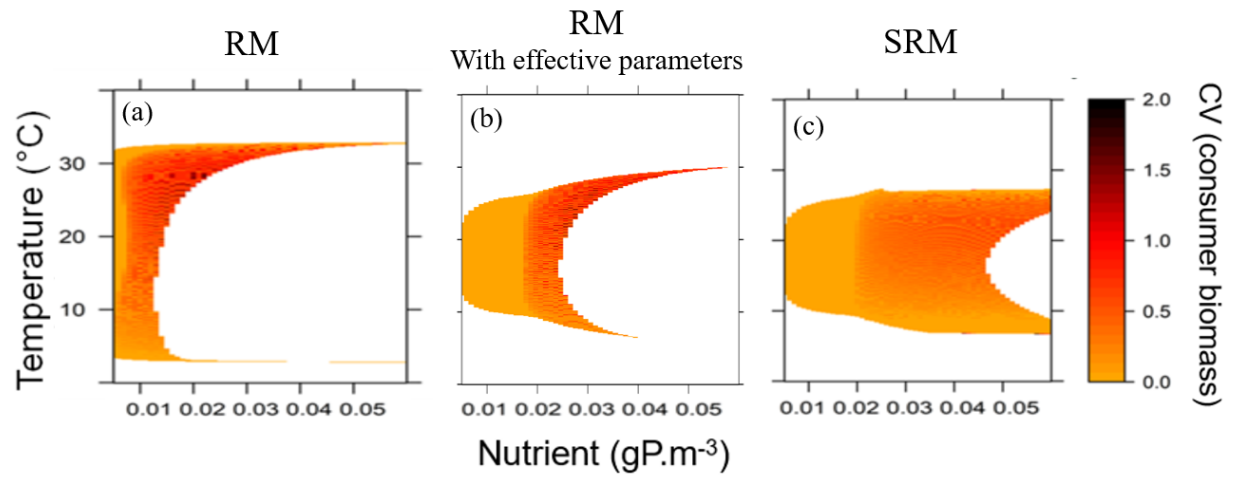 RM
RM
With effective parameters
SRM
(a)
(b)
(c)
Temperature (°C)
30
20
10
0.01 0.02 0.03 0.04 0.05
0.01 0.02 0.03 0.04 0.05
0.01 0.02 0.03 0.04 0.05
Nutrient (gP.m-3)
2.0
1.5
1.0
0.5
0.0
CV (consumer biomass)